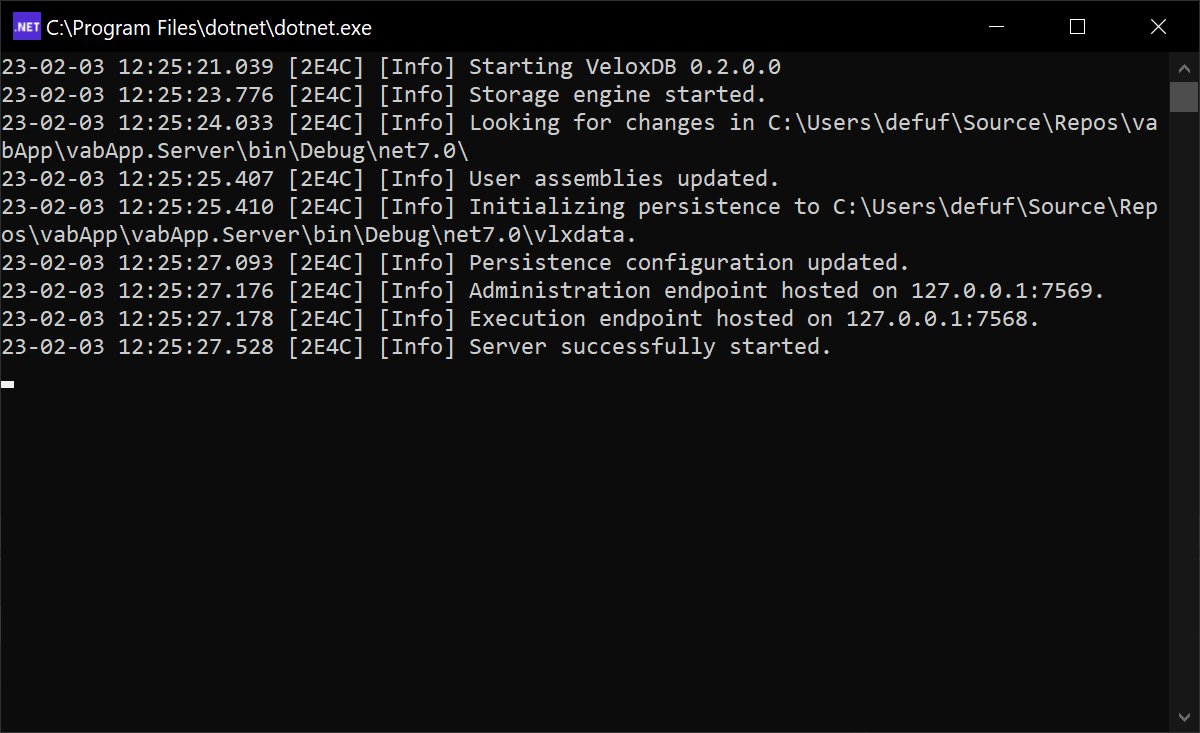 .NET C:\Program Files\dotnet\dotnet.exe
23-02-03 12:25:21.039 [2E4C] [Info] Starting VeloxDB 0.2.0.0
23-02-03 12:25:23.776 [2E4C] [Info] Storage engine started.
23-02-03 12:25:24.033 [2E4C] [Info] Looking for changes in C:\Users\defuf\Source\Repos\va
bApp\vabApp.Server\bin\Debug\net7.0\
23-02-03 12:25:25.407 [2E4C] [Info] User assemblies updated.
23-02-03 12:25:25.410 [2E4C] [Info] Initializing persistence to C:\Users\defuf\Source\Rep
os\vabApp\vabApp.Server\bin\Debug\net7.0\vlxdata.
23-02-03 12:25:27.093 [2E4C] [Info] Persistence configuration updated.
23-02-03 12:25:27.176 [2E4C] [Info] Administration endpoint hosted on 127.0.0.1:7569.
23-02-03 12:25:27.178 [2E4C] [Info] Execution endpoint hosted on 127.0.0.1:7568.
23-02-03 12:25:27.528 [2E4C] [Info] Server successfully started.